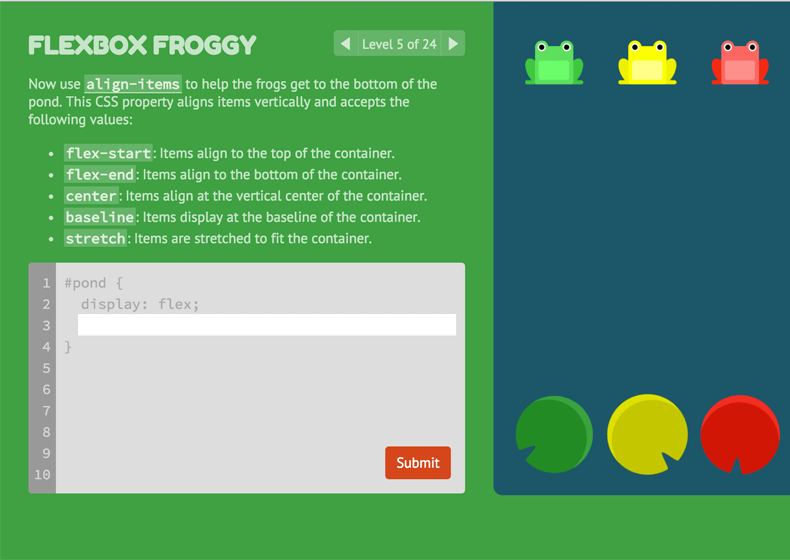 FLEXBOX FROGGY
◀ Level 5 of 24 ▶
Now use align-items to help the frogs get to the bottom of the
pond. This CSS property aligns items vertically and accepts the
following values:
• flex-start: Items align to the top of the container.
• flex-end: Items align to the bottom of the container.
• center: Items align at the vertical center of the container.
• baseline: Items display at the baseline of the container.
• stretch: Items are stretched to fit the container.
1 #pond {
2 display: flex;
3
4 }
5
6
7
8
9
10
Submit